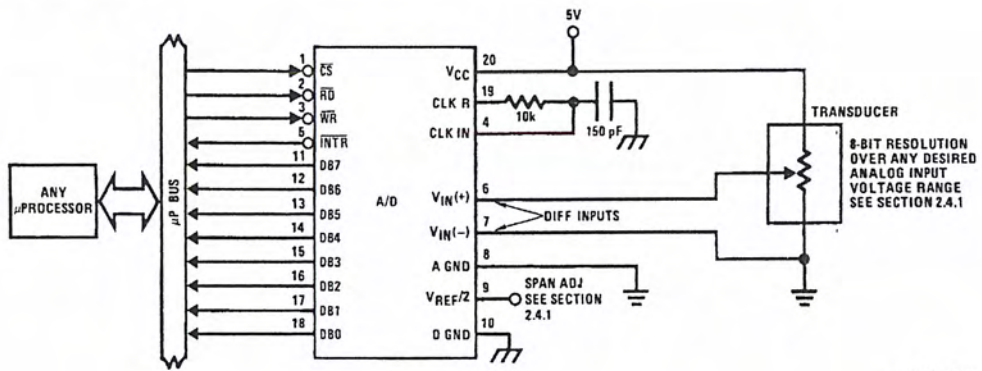 5V
1 CS
2 RD
3 WR
5 INTR
11 DB7
12 DB6
13 DB5
14 DB4
15 DB3
16 DB2
17 DB1
18 DB0
ANY
μPROCESSOR
μP BUS
A/D
VCC 20
CLK R 19
CLK IN 4
10k
150 pF
VIN(+) 6
VIN(−) 7
DIFF INPUTS
A GND 8
VREF/2 9
SPAN ADJ
SEE SECTION
2.4.1
D GND 10
TRANSDUCER
8-BIT RESOLUTION
OVER ANY DESIRED
ANALOG INPUT
VOLTAGE RANGE
SEE SECTION 2.4.1